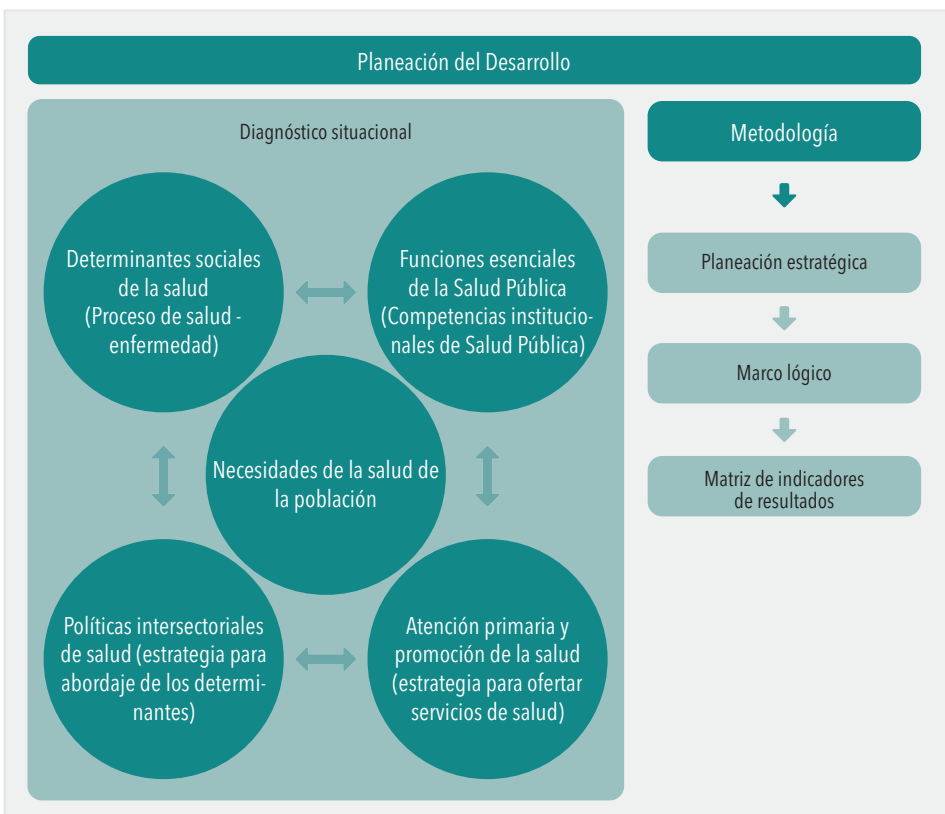 Planeación del Desarrollo
Diagnóstico situacional
Determinantes sociales
de la salud
(Proceso de salud -
enfermedad)
Funciones esenciales
de la Salud Pública
(Competencias institucio-
nales de Salud Pública)
Necesidades de la salud de
la población
Políticas intersectoriales
de salud (estrategia para
abordaje de los determi-
nantes)
Atención primaria y
promoción de la salud
(estrategia para ofertar
servicios de salud)
Metodología
Planeación estratégica
Marco lógico
Matriz de indicadores
de resultados